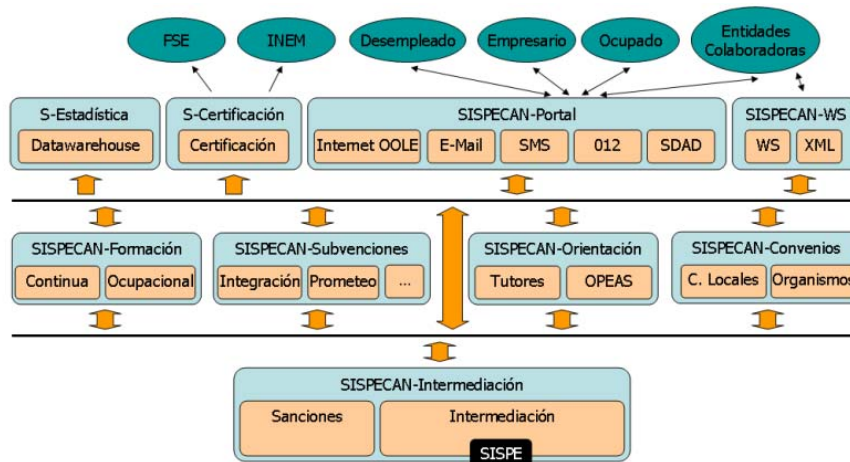 FSE
INEM
Desempleado
Empresario
Ocupado
Entidades
Colaboradoras
S-Estadística
Datawarehouse
S-Certificación
Certificación
SISPECAN-Portal
Internet OOLE
E-Mail
SMS
012
SDAD
SISPECAN-WS
WS
XML
SISPECAN-Formación
Continua
Ocupacional
SISPECAN-Subvenciones
Integración
Prometeo
...
SISPECAN-Orientación
Tutores
OPEAS
SISPECAN-Convenios
C. Locales
Organismos
SISPECAN-Intermediación
Sanciones
Intermediación
SISPE